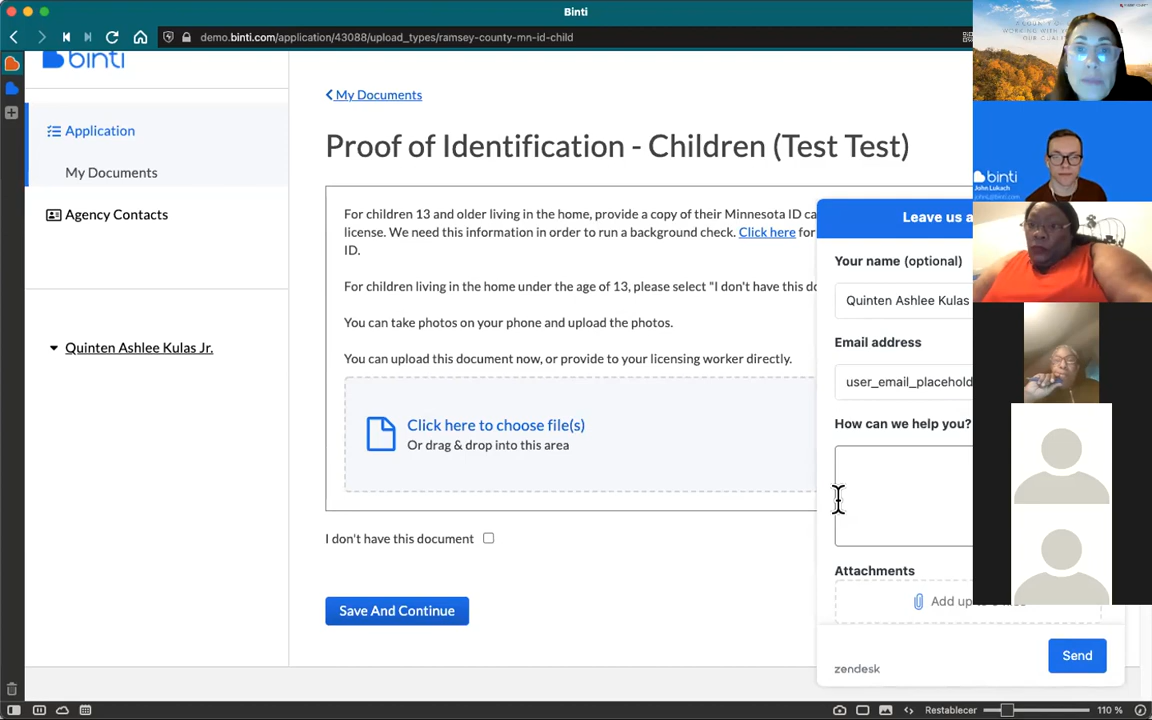 Binti
demo.binti.com/application/43088/upload_types/ramsey-county-mn-id-child
binti
Application
My Documents
Agency Contacts
Quinten Ashlee Kulas Jr.
My Documents
Proof of Identification - Children (Test Test)
For children 13 and older living in the home, provide a copy of their Minnesota ID ca
license. We need this information in order to run a background check. Click here for
ID.
For children living in the home under the age of 13, please select "I don't have this do
You can take photos on your phone and upload the photos.
You can upload this document now, or provide to your licensing worker directly.
Click here to choose file(s)
Or drag & drop into this area
I don't have this document
Save And Continue
Leave us a
Your name (optional)
Quinten Ashlee Kulas
Email address
user_email_placehold
How can we help you?
Attachments
Add up
zendesk
Send
WORKING WITH
OUR
binti
John Lukach
Restablecer
110 %